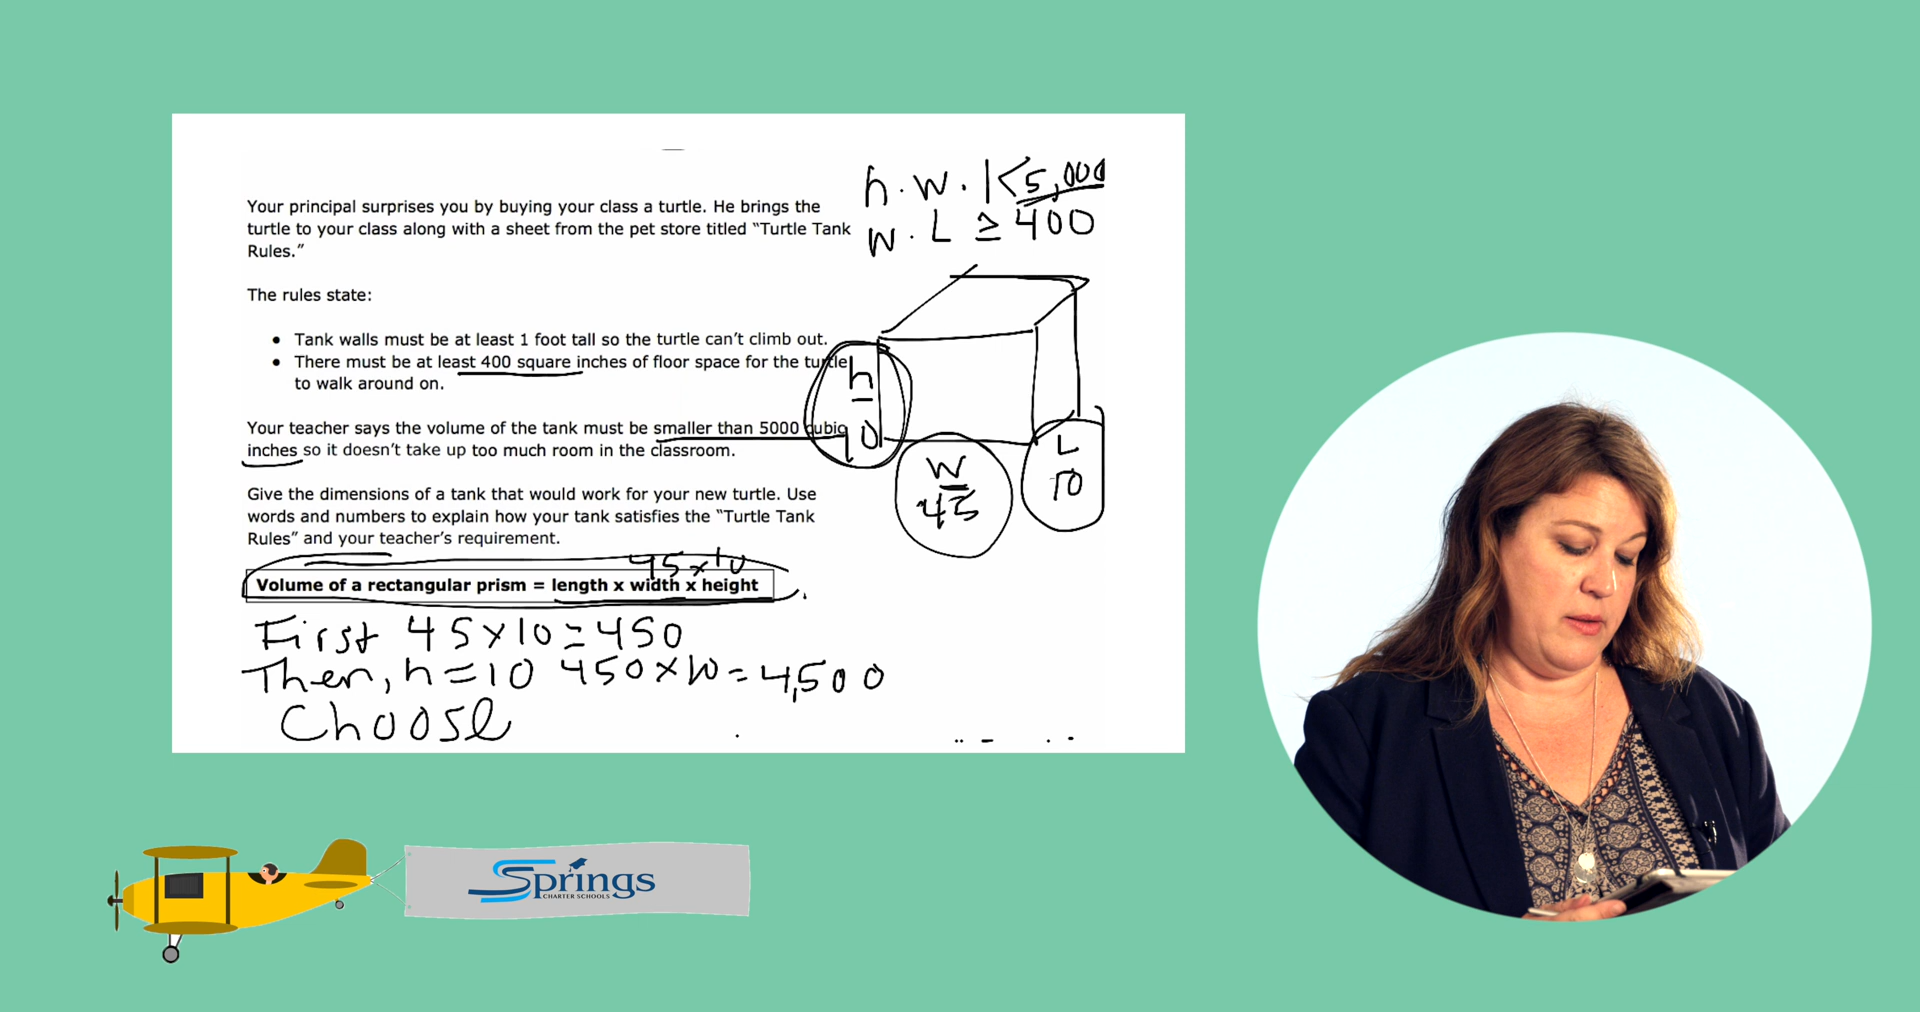 h.w.l<5,000
w.L ≥ 400
Your principal surprises you by buying your class a turtle. He brings the
turtle to your class along with a sheet from the pet store titled “Turtle Tank
Rules.”
The rules state:
• Tank walls must be at least 1 foot tall so the turtle can’t climb out.
• There must be at least 400 square inches of floor space for the turtle
to walk around on.
h
10
Your teacher says the volume of the tank must be smaller than 5000 cubic
inches so it doesn’t take up too much room in the classroom.
W
45
L
10
Give the dimensions of a tank that would work for your new turtle. Use
words and numbers to explain how your tank satisfies the “Turtle Tank
Rules” and your teacher’s requirement.
45x10
Volume of a rectangular prism = length x width x height
First 45x10=450
Then, h=10 450x10=4,500
Choose
Springs
CHARTER SCHOOLS